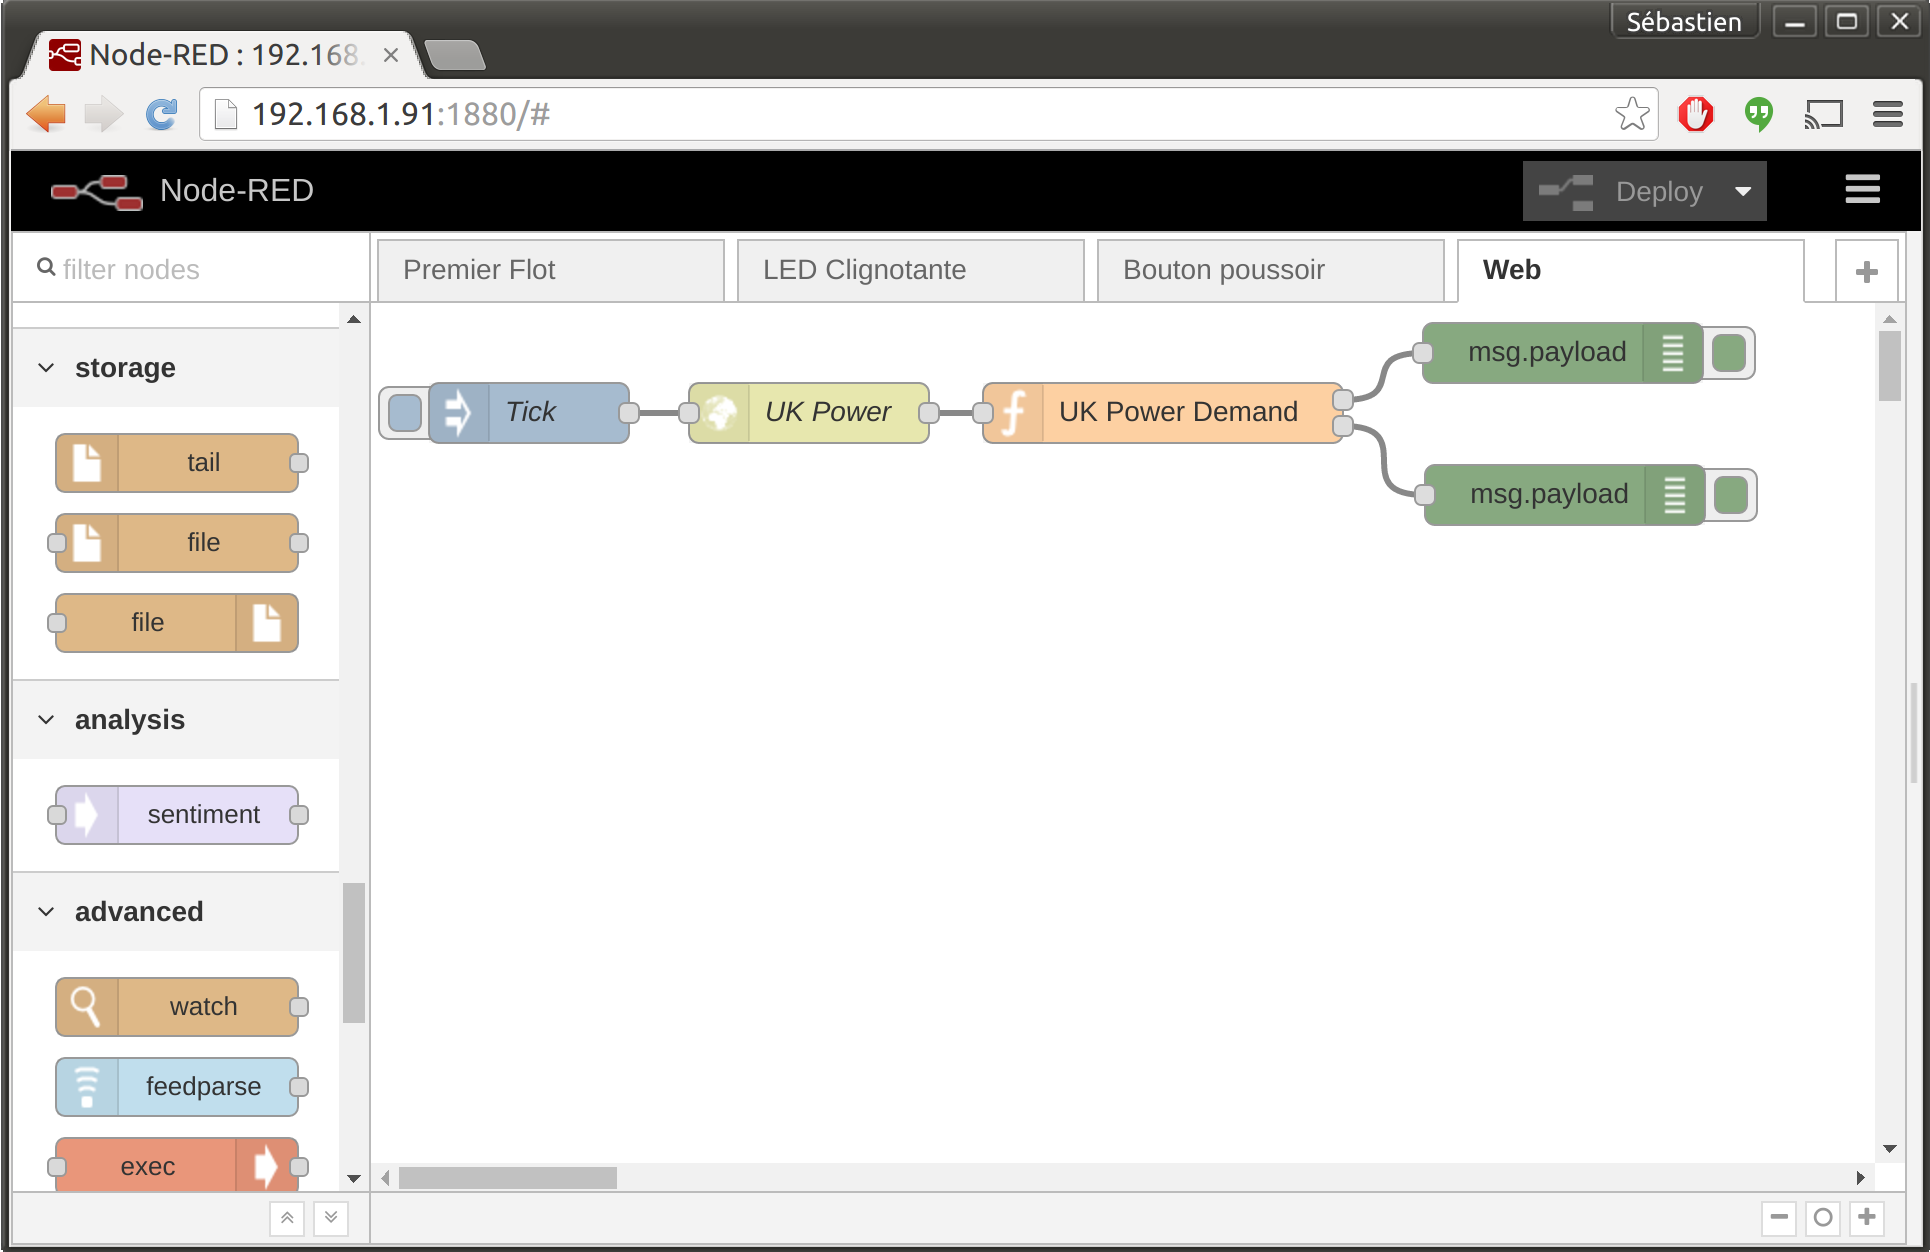 Sébastien
Node-RED : 192.168.
192.168.1.91:1880/#
Node-RED
Deploy
filter nodes
Premier Flot
LED Clignotante
Bouton poussoir
Web
storage
tail
file
file
analysis
sentiment
advanced
watch
feedparse
exec
Tick
UK Power
UK Power Demand
msg.payload
msg.payload